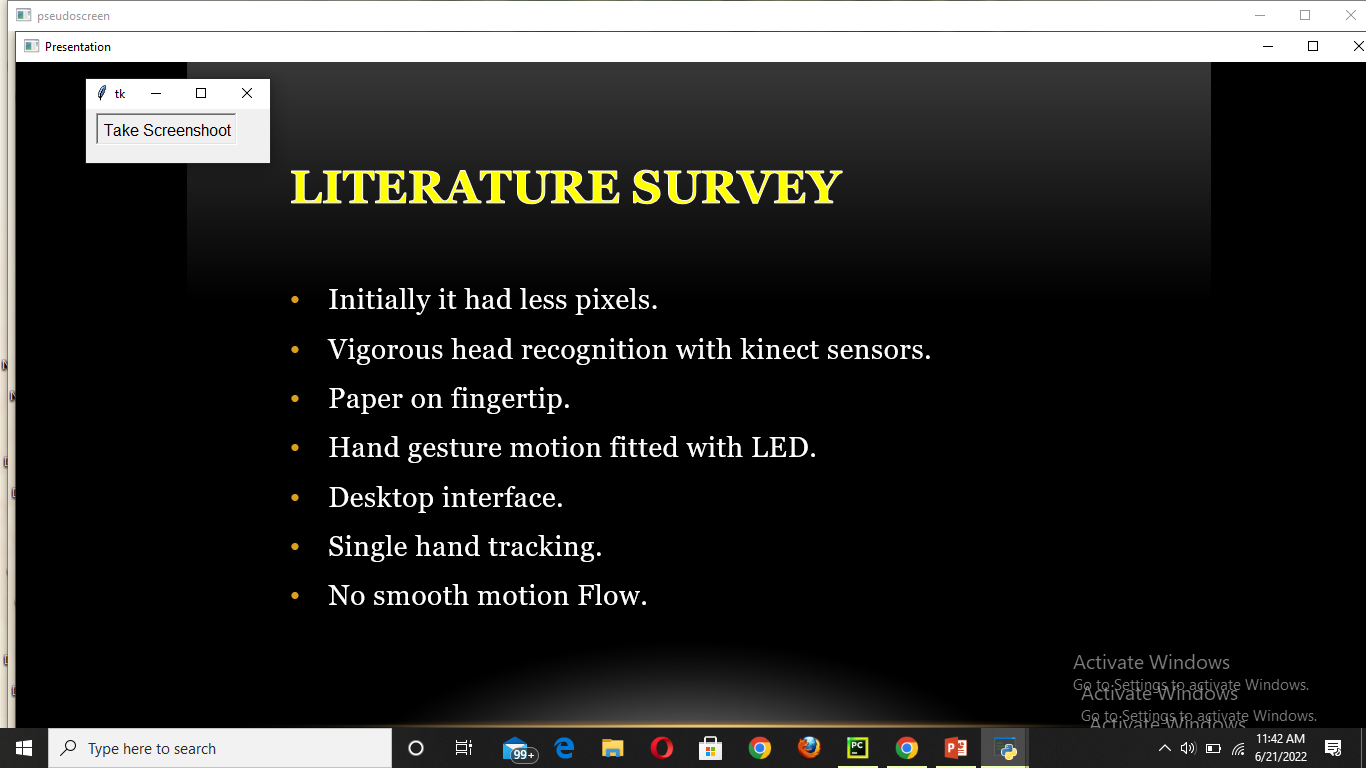 pseudoscreen
Presentation
tk
Take Screenshoot
LITERATURE SURVEY
• Initially it had less pixels.
• Vigorous head recognition with kinect sensors.
• Paper on fingertip.
• Hand gesture motion fitted with LED.
• Desktop interface.
• Single hand tracking.
• No smooth motion Flow.
Activate Windows
Go to Settings to activate Windows.
Activate Windows
Go to Settings to activate Windows.
Activate Windows
Type here to search
99+
PC
11:42 AM
6/21/2022